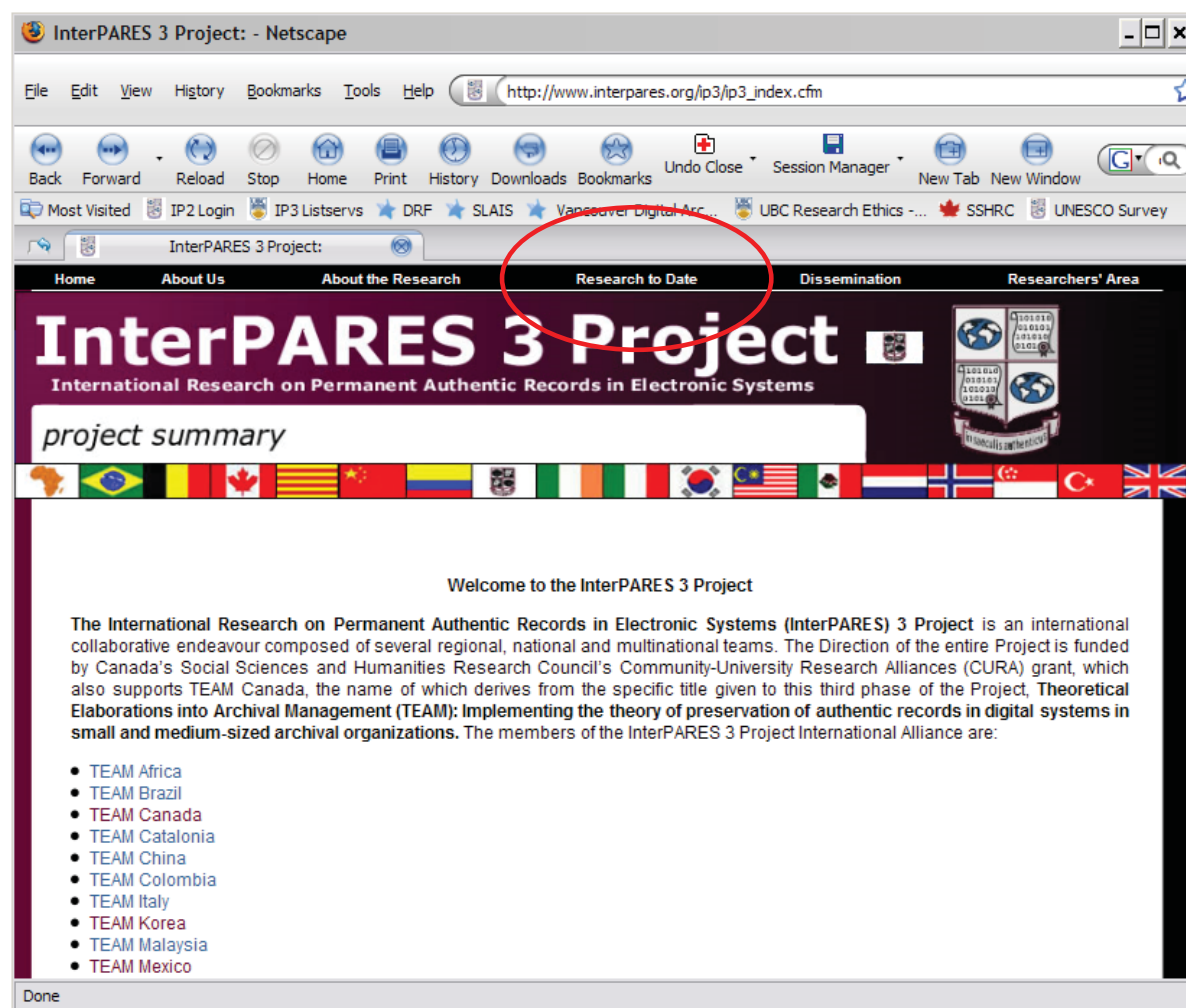 InterPARES 3 Project: - Netscape
File Edit View History Bookmarks Tools Help http://www.interpares.org/ip3/ip3_index.cfm
Back Forward Reload Stop Home Print History Downloads Bookmarks Undo Close Session Manager New Tab New Window G
Most Visited IP2 Login IP3 Listservs DRF SLAIS Vancouver Digital Arc... UBC Research Ethics -... SSHRC UNESCO Survey
InterPARES 3 Project:
Home About Us About the Research Research to Date Dissemination Researchers' Area
InterPARES 3 Project
International Research on Permanent Authentic Records in Electronic Systems
project summary
Welcome to the InterPARES 3 Project
The International Research on Permanent Authentic Records in Electronic Systems (InterPARES) 3 Project is an international
collaborative endeavour composed of several regional, national and multinational teams. The Direction of the entire Project is funded
by Canada's Social Sciences and Humanities Research Council's Community-University Research Alliances (CURA) grant, which
also supports TEAM Canada, the name of which derives from the specific title given to this third phase of the Project, Theoretical
Elaborations into Archival Management (TEAM): Implementing the theory of preservation of authentic records in digital systems in
small and medium-sized archival organizations. The members of the InterPARES 3 Project International Alliance are:
TEAM Africa
TEAM Brazil
TEAM Canada
TEAM Catalonia
TEAM China
TEAM Colombia
TEAM Italy
TEAM Korea
TEAM Malaysia
TEAM Mexico
Done